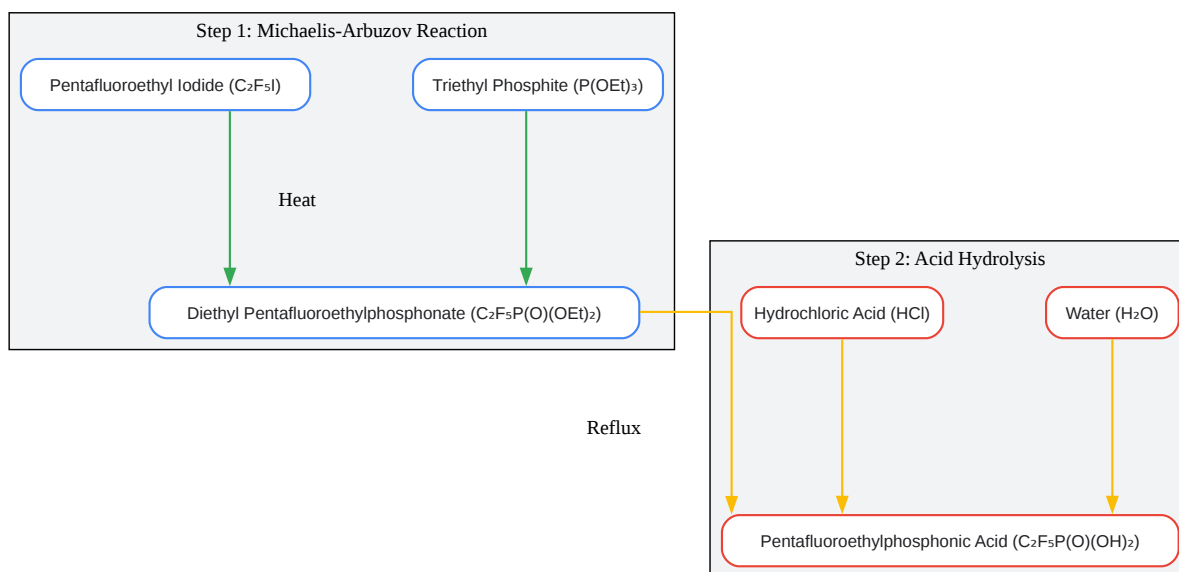 Step 1: Michaelis-Arbuzov Reaction
Pentafluoroethyl Iodide (C₂F₅I)
Triethyl Phosphite (P(OEt)₃)
Heat
Diethyl Pentafluoroethylphosphonate (C₂F₅P(O)(OEt)₂)
Step 2: Acid Hydrolysis
Hydrochloric Acid (HCl)
Water (H₂O)
Reflux
Pentafluoroethylphosphonic Acid (C₂F₅P(O)(OH)₂)